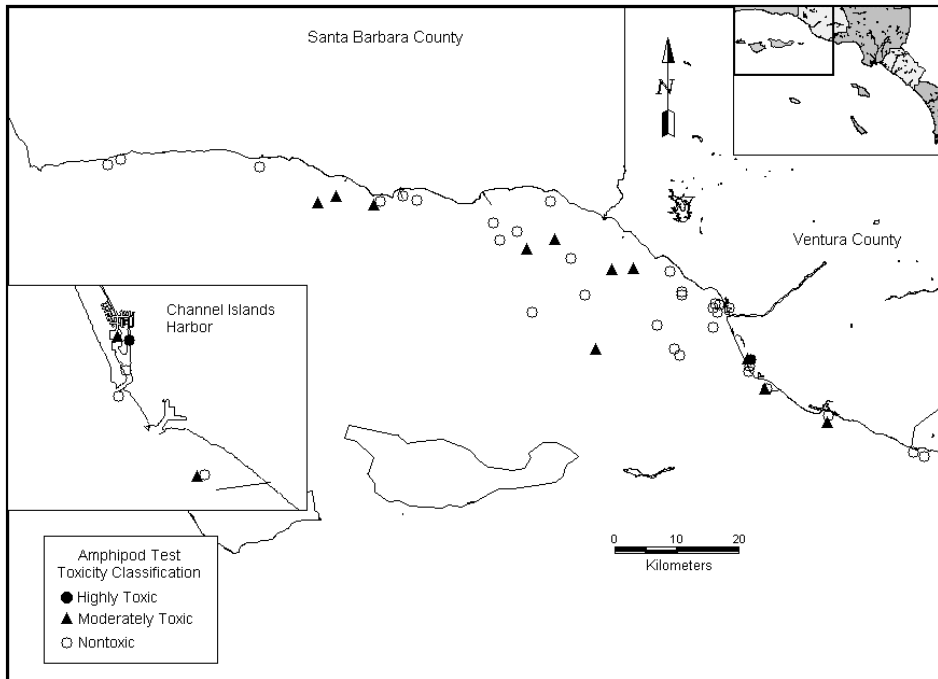 Santa Barbara County
N
Ventura County
Channel Islands
Harbor
0 10 20
Kilometers
Amphipod Test
Toxicity Classification
Highly Toxic
Moderately Toxic
Nontoxic